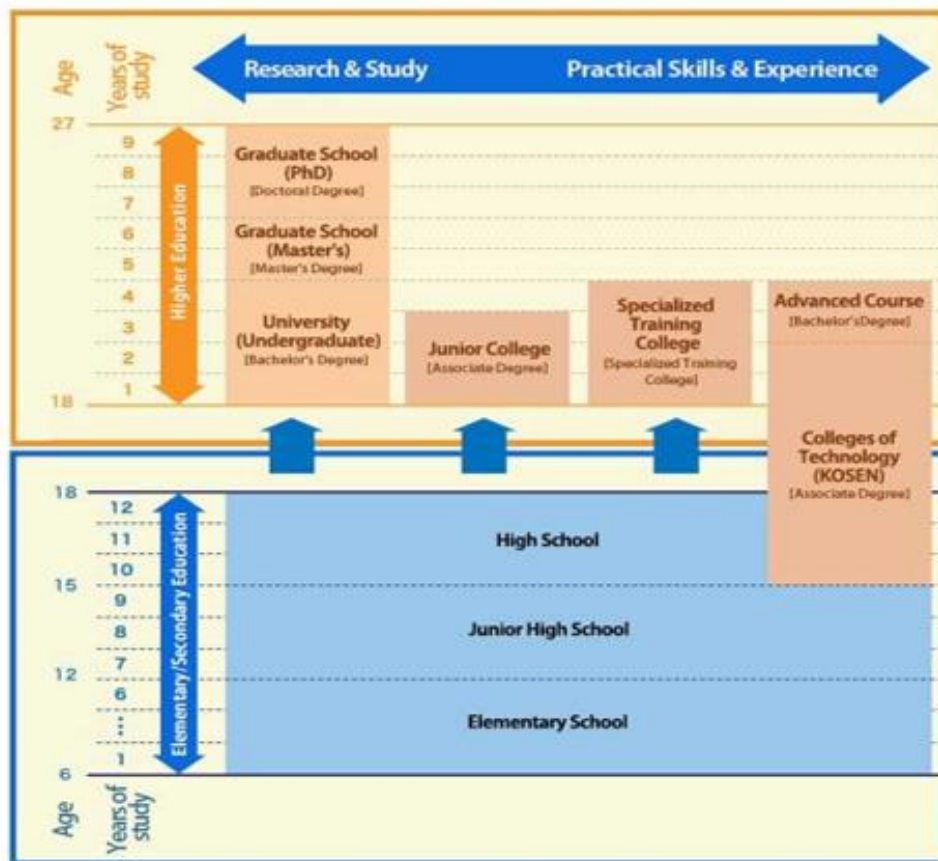 Age
Years of
study
Research & Study
Practical Skills & Experience
27
Higher Education
9
8
7
6
5
4
3
2
1
18
Graduate School
(PhD)
[Doctoral Degree]
Graduate School
(Master's)
[Master's Degree]
University
(Undergraduate)
[Bachelor's Degree]
Junior College
[Associate Degree]
Specialized
Training
College
[Specialized Training
College]
Advanced Course
[Bachelor'sDegree]
Colleges of
Technology
(KOSEN)
[Associate Degree]
18
Elementary/Secondary Education
12
11
10
15
9
8
7
12
6
...
1
6
High School
Junior High School
Elementary School
Age
Years of
study